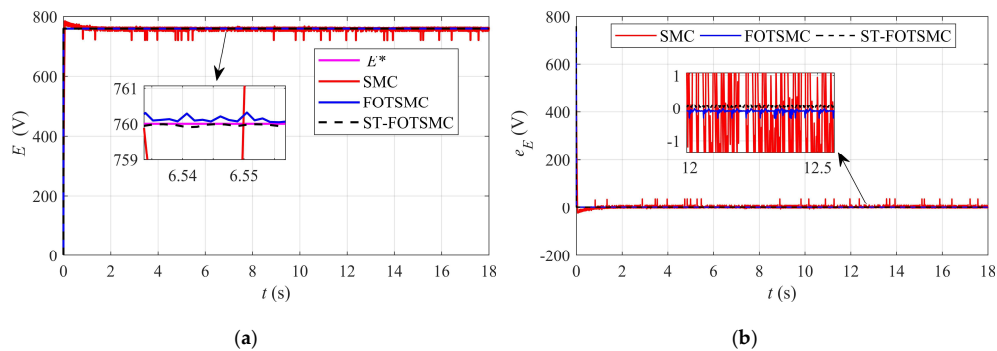 800
600
400
200
0
E (V)
E*
SMC
FOTSMC
ST-FOTSMC
761
760
759
6.54
6.55
0 2 4 6 8 10 12 14 16 18
t (s)
(a)
800
600
400
200
0
-200
e_E (V)
SMC FOTSMC ST-FOTSMC
1
0
-1
12 12.5
0 2 4 6 8 10 12 14 16 18
t (s)
(b)